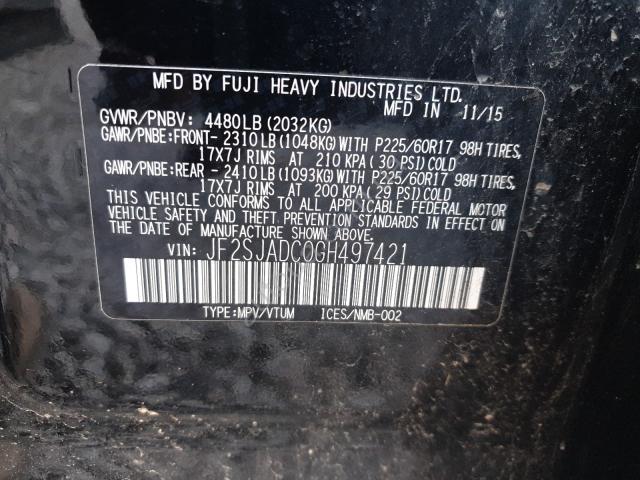 MFD BY FUJI HEAVY INDUSTRIES LTD.
MFD IN 11/15
GVWR/PNBV: 4480LB (2032KG)
GAWR/PNBE:FRONT- 2310LB (1048KG) WITH P225/60R17 98H TIRES,
17X7J RIMS AT 210 KPA ( 30 PSI) COLD
GAWR/PNBE:REAR - 2410LB (1093KG) WITH P225/60R17 98H TIRES,
17X7J RIMS AT 200 KPA ( 29 PSI) COLD
THIS VEHICLE CONFORMS TO ALL APPLICABLE FEDERAL MOTOR
VEHICLE SAFETY AND THEFT PREVENTION STANDARDS IN EFFECT ON THE
DATE OF MANUFACTURE SHOWN ABOVE.
VIN: JF2SJADC0GH497421
TYPE:MPV/VTUM ICES/NMB-002